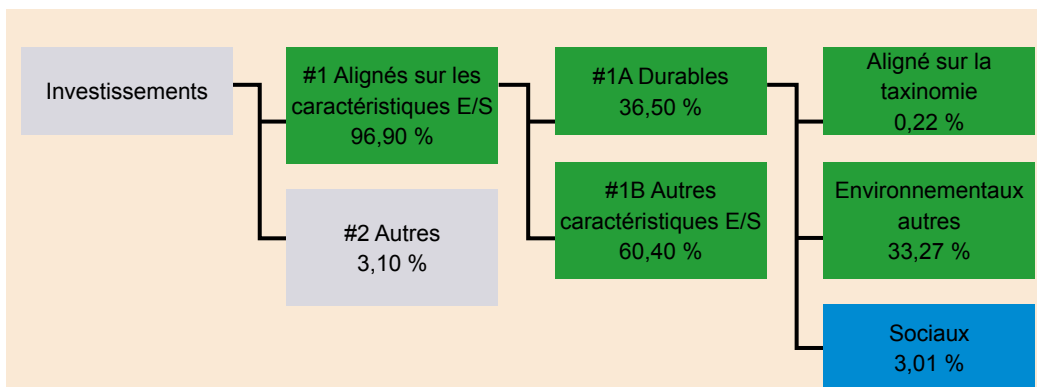 Investissements
#1 Alignés sur les
caractéristiques E/S
96,90 %
#2 Autres
3,10 %
#1A Durables
36,50 %
#1B Autres
caractéristiques E/S
60,40 %
Aligné sur la
taxinomie
0,22 %
Environnementaux
autres
33,27 %
Sociaux
3,01 %